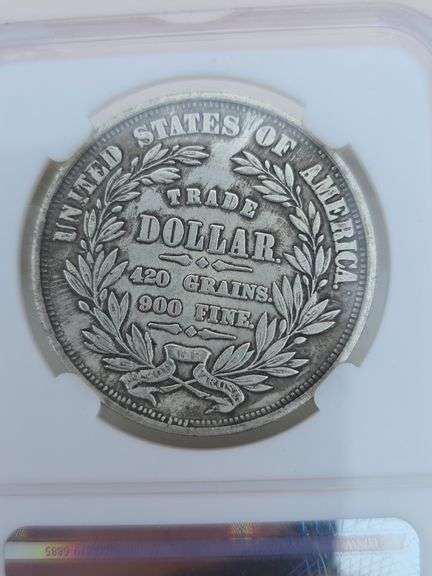 UNITED STATES OF AMERICA
TRADE
DOLLAR.
420 GRAINS.
900 FINE.